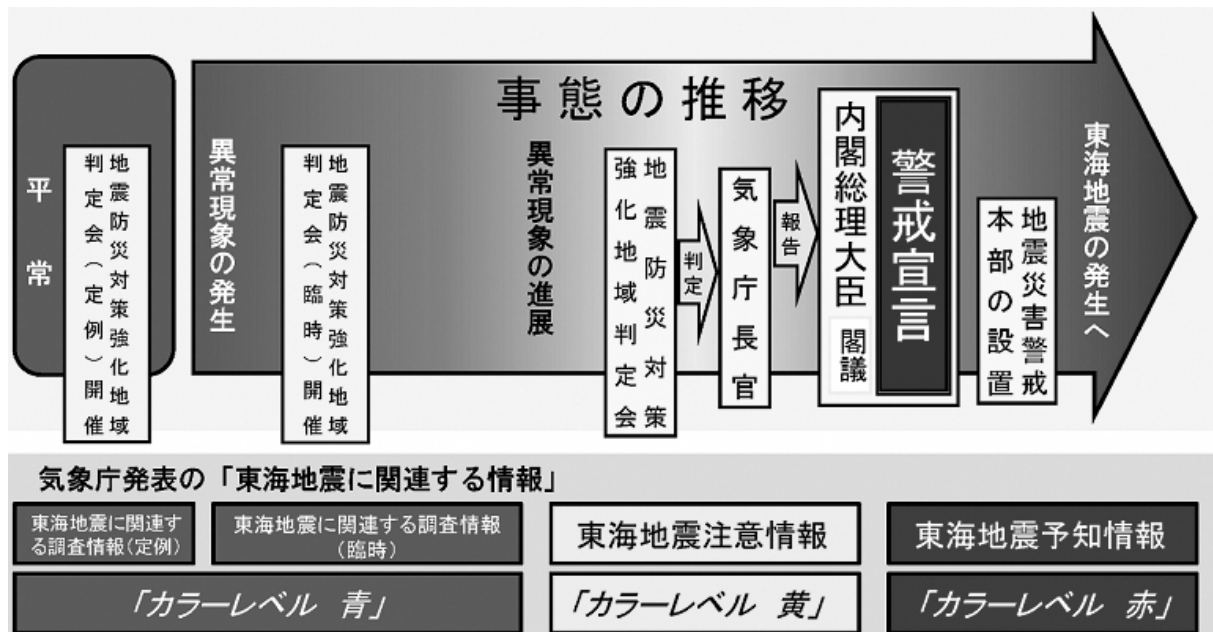 事態の推移
平常
地震防災対策強化地域
判定会（定例）開催
異常現象の発生
地震防災対策強化地域
判定会（臨時）開催
異常現象の進展
地震防災対策
強化地域判定会
判定
気象庁長官
報告
内閣総理大臣
閣議
警戒宣言
地震災害警戒
本部の設置
東海地震の発生へ
気象庁発表の「東海地震に関連する情報」
東海地震に関連す
る調査情報(定例)
東海地震に関連する調査情報
(臨時)
東海地震注意情報
東海地震予知情報
「カラーレベル 青」
「カラーレベル 黄」
「カラーレベル 赤」